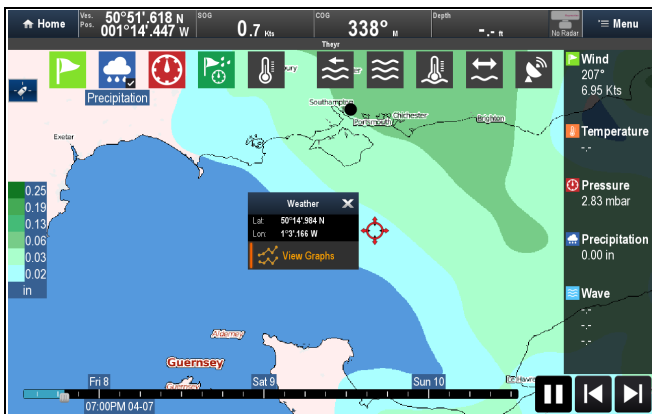 Home
Ves. Pos. 50°51'.618 N
001°14'.447 W
SOG 0.7 Kts
COG 338° M
Depth -.- ft
No Radar
Menu
Theyr
Precipitation
Southampton
Portsmouth
Chichester
Brighton
Exeter
0.25
0.19
0.13
0.06
0.03
0.02
in
Weather X
Lat: 50°14'.984 N
Lon: 1°3'.166 W
View Graphs
Wind
207°
6.95 Kts
Temperature
-.-
Pressure
2.83 mbar
Precipitation
0.00 in
Wave
-.-
-.-
-.-
Alderney
Guernsey
Guernsey
Fri 8
Sat 9
Sun 10
07:00PM 04-07